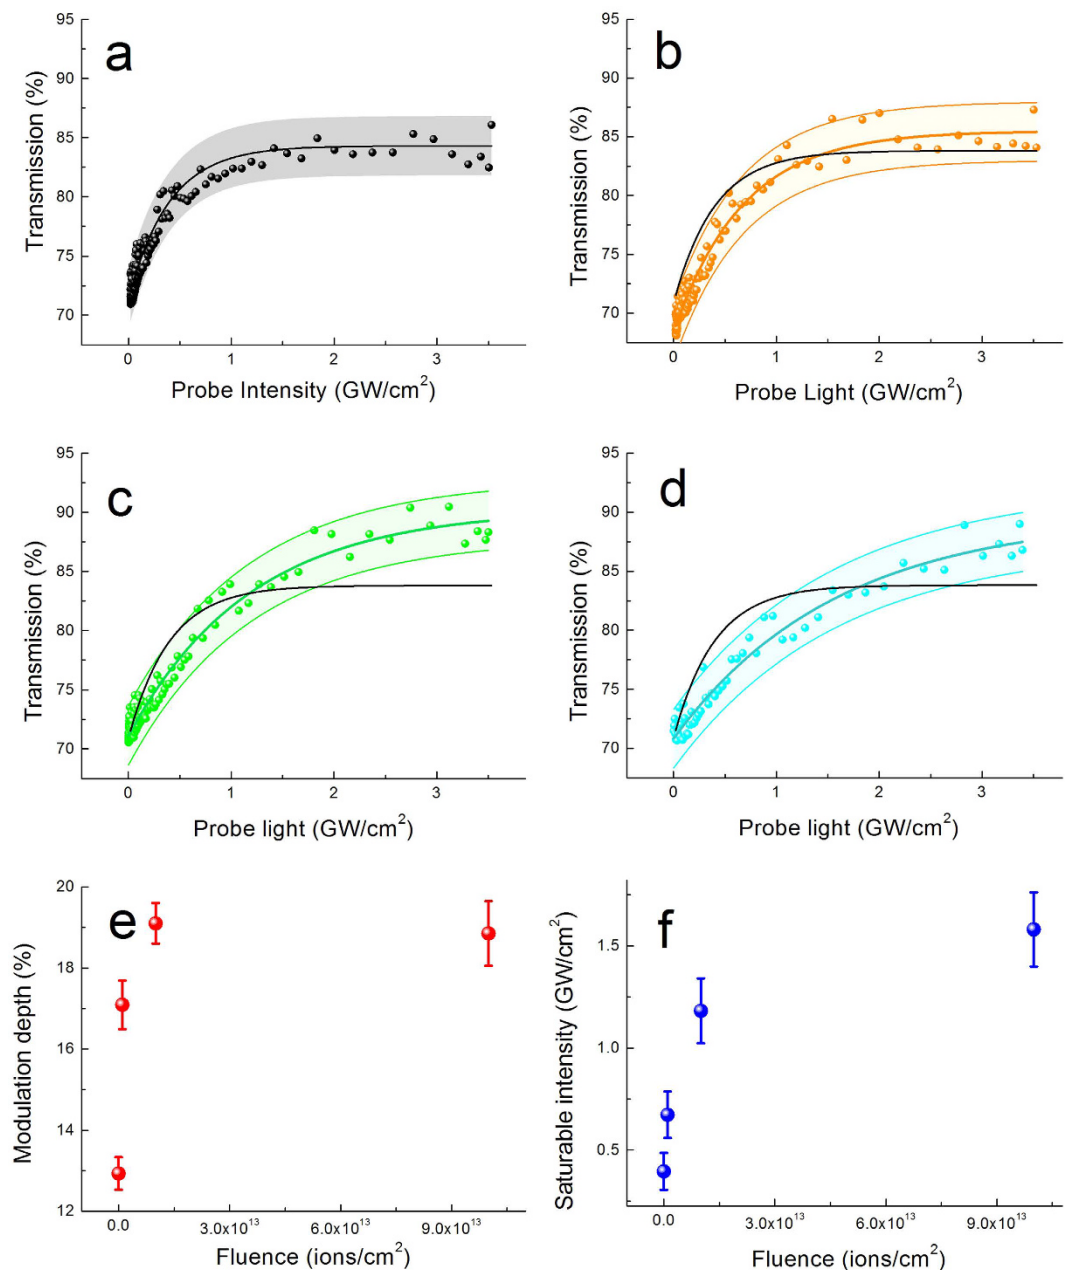 a
Transmission (%)
95
90
85
80
75
70
0
1
2
3
Probe Intensity (GW/cm²)
b
Transmission (%)
95
90
85
80
75
70
0
1
2
3
Probe Light (GW/cm²)
c
Transmission (%)
95
90
85
80
75
70
0
1
2
3
Probe light (GW/cm²)
d
Transmission (%)
95
90
85
80
75
70
0
1
2
3
Probe light (GW/cm²)
e
Modulation depth (%)
20
18
16
14
12
0.0
3.0x10¹³
6.0x10¹³
9.0x10¹³
Fluence (ions/cm²)
f
Saturable intensity (GW/cm²)
1.5
1.0
0.5
0.0
3.0x10¹³
6.0x10¹³
9.0x10¹³
Fluence (ions/cm²)